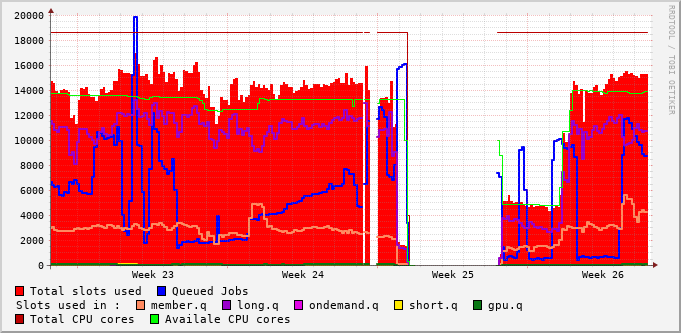 20000
18000
16000
14000
12000
10000
8000
6000
4000
2000
0
Week 23 Week 24 Week 25 Week 26
RRDTOOL / TOBI OETIKER
Total slots used Queued Jobs
Slots used in : member.q long.q ondemand.q short.q gpu.q
Total CPU cores Availale CPU cores